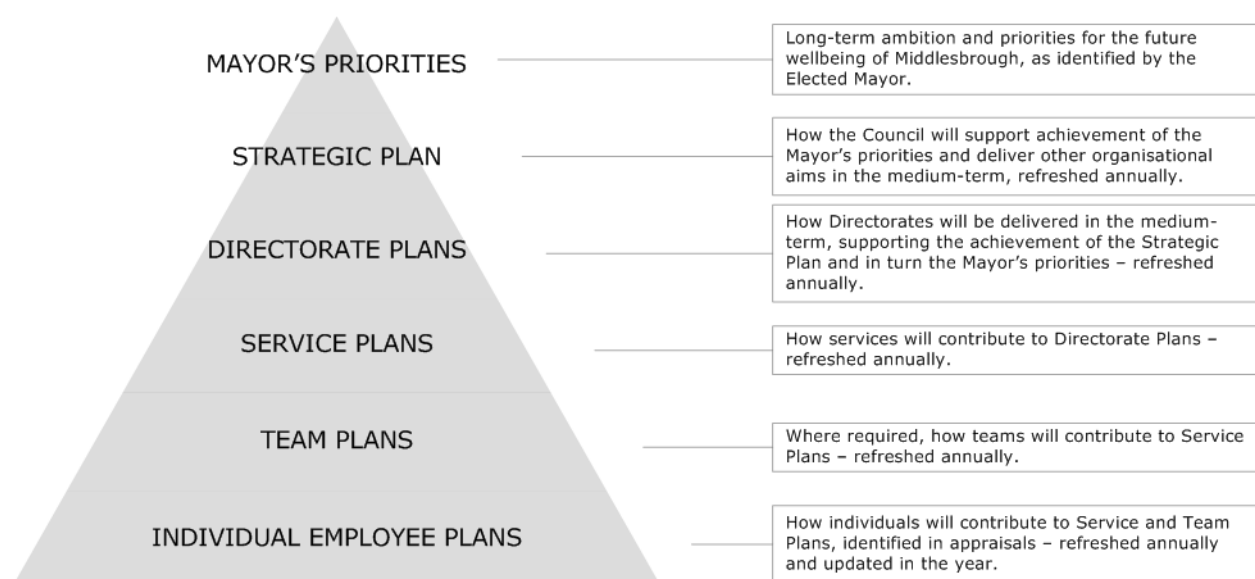 MAYOR'S PRIORITIES
Long-term ambition and priorities for the future
wellbeing of Middlesbrough, as identified by the
Elected Mayor.
STRATEGIC PLAN
How the Council will support achievement of the
Mayor's priorities and deliver other organisational
aims in the medium-term, refreshed annually.
DIRECTORATE PLANS
How Directorates will be delivered in the medium-
term, supporting the achievement of the Strategic
Plan and in turn the Mayor's priorities – refreshed
annually.
SERVICE PLANS
How services will contribute to Directorate Plans –
refreshed annually.
TEAM PLANS
Where required, how teams will contribute to Service
Plans – refreshed annually.
INDIVIDUAL EMPLOYEE PLANS
How individuals will contribute to Service and Team
Plans, identified in appraisals – refreshed annually
and updated in the year.